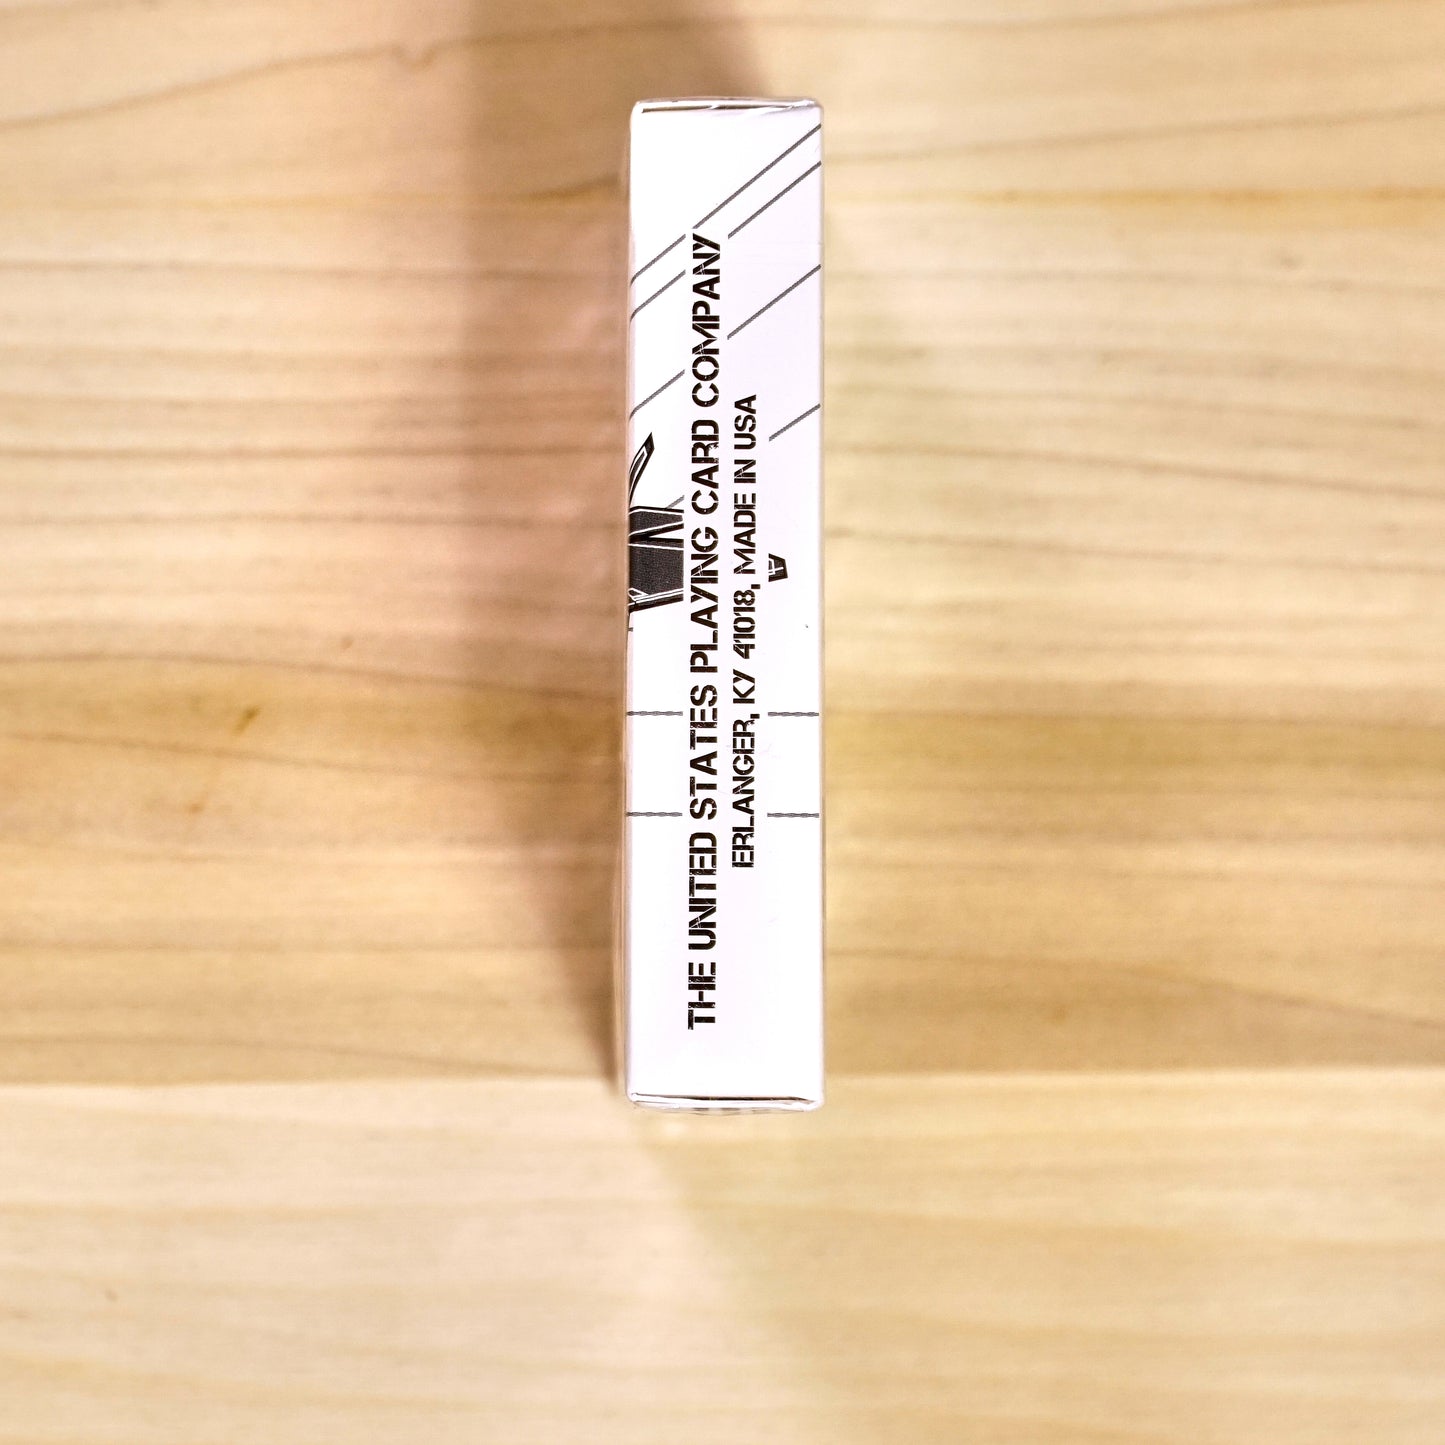 THE UNITED STATES PLAYING CARD COMPANY
ERLANGER, KY 41018, MADE IN USA